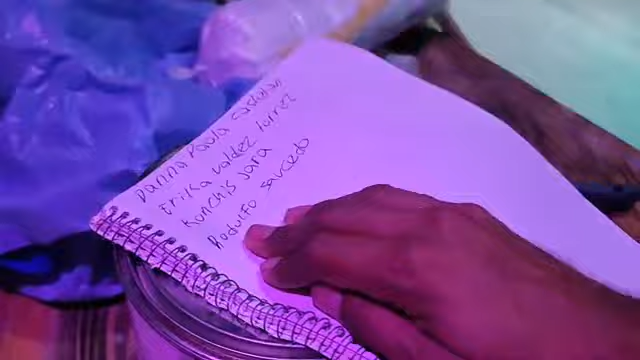 Danna Paola
Erika valdez torrez
Konchis Jara
Rodulfo saucedo